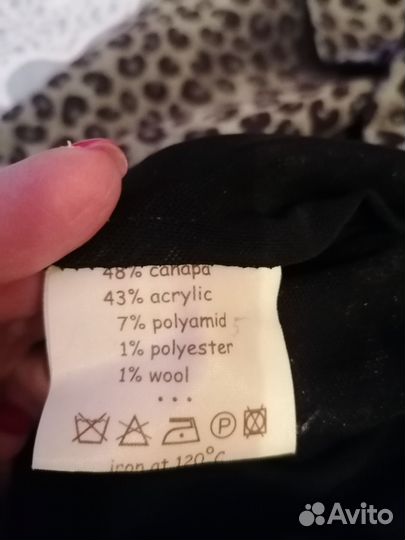 48% canapa
43% acrylic
7% polyamid
1% polyester
1% wool
...
P
iron at 120°C
Avito